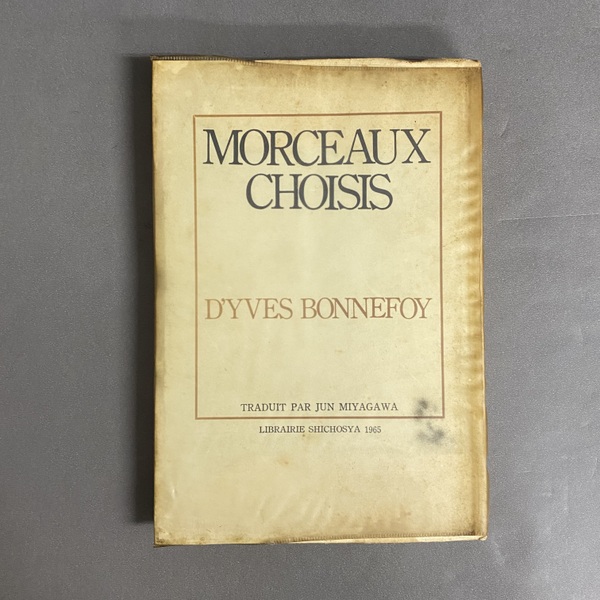 MORCEAUX
CHOISIS
D'YVES BONNEFOY
TRADUIT PAR JUN MIYAGAWA
LIBRAIRIE SHICHOSYA 1965